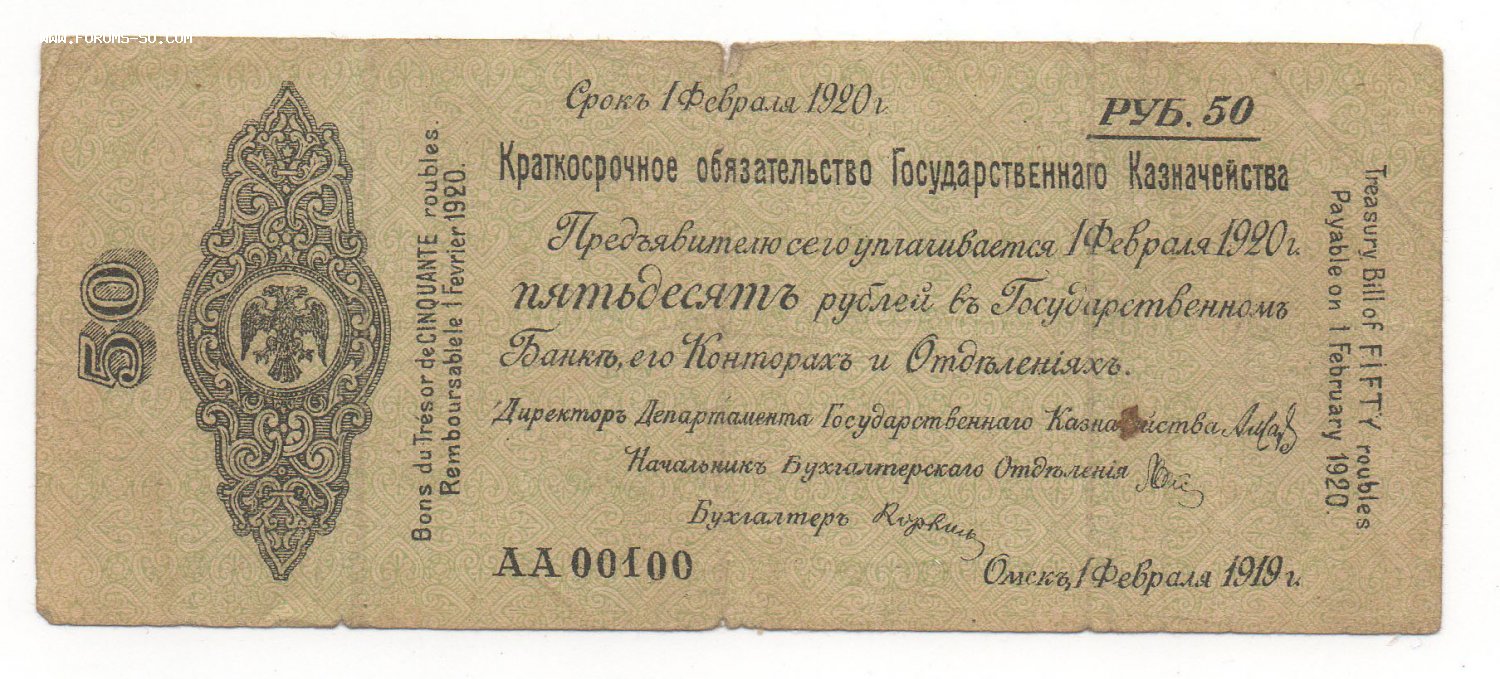 www.forums-su.com
Срокъ 1 Февраля 1920 г.
РУБ. 50
Краткосрочное обязательство Государственнаго Казначейства
Предъявителю сего уплачивается 1 Февраля 1920 г.
пятьдесятъ рублей въ Государственномъ
Банкѣ, его Конторахъ и Отдѣленіяхъ.
Директоръ Департамента Государственнаго Казначейства
Начальникъ Бухгалтерскаго Отдѣленія
Бухгалтеръ
АА 00100
Омскъ, 1 Февраля 1919 г.
50
Bons du Trésor de CINQUANTE roubles.
Remboursable le 1 Fevrier 1920.
Treasury Bill of FIFTY roubles
Payable on 1 February 1920.